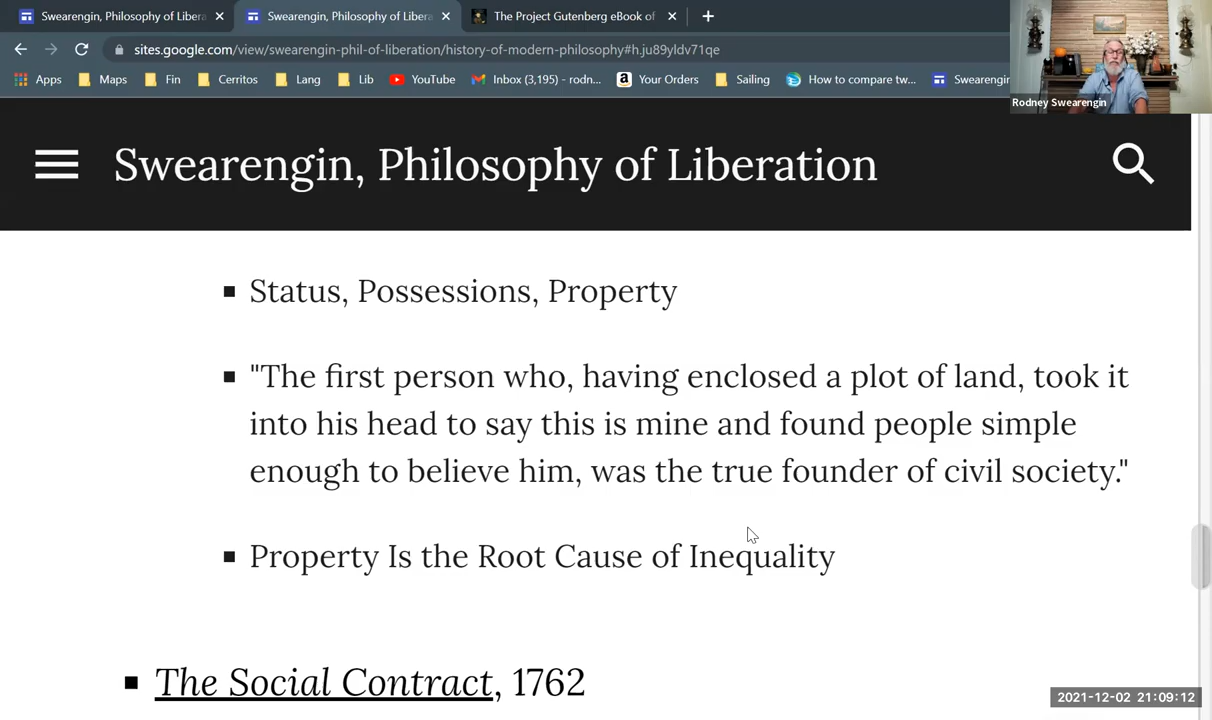 Swearengin, Philosophy of Libera
Swearengin, Philosophy of Libera
The Project Gutenberg eBook of
sites.google.com/view/swearengin-phil-of-liberation/history-of-modern-philosophy#h.ju89yldv71qe
Apps Maps Fin Cerritos Lang Lib YouTube Inbox (3,195) - rodn... Your Orders Sailing How to compare tw... Swearengin
Rodney Swearengin
Swearengin, Philosophy of Liberation
Status, Possessions, Property
"The first person who, having enclosed a plot of land, took it
into his head to say this is mine and found people simple
enough to believe him, was the true founder of civil society."
Property Is the Root Cause of Inequality
The Social Contract, 1762
2021-12-02 21:09:12